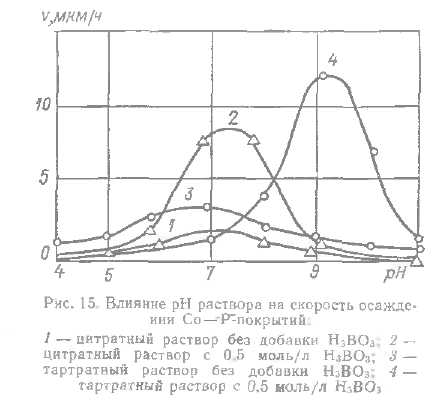 V, мкм/ч
10
5
0
4
5
7
9
pH
1
2
3
4
Рис. 15. Влияние pH раствора на скорость осажде-
нии Co—P-покрытий:
1 — цитратный раствор без добавки H₃BO₃; 2 —
цитратный раствор с 0,5 моль/л H₃BO₃; 3 —
тартратный раствор без добавки H₃BO₃; 4 —
тартратный раствор с 0,5 моль/л H₃BO₃